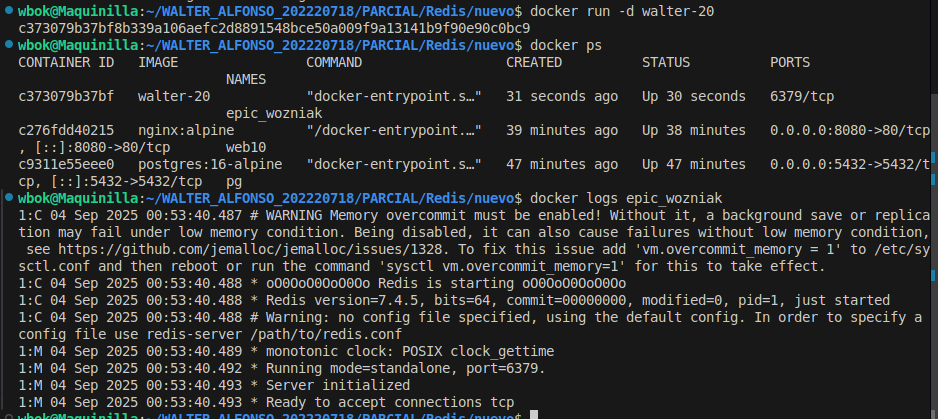 wbok@Maquinilla:~/WALTER_ALFONSO_202220718/PARCIAL/Redis/nuevo$ docker run -d walter-20
c373079b37bf8b339a106aefc2d8891548bce50a009f9a13141b9f90e90c0bc9
wbok@Maquinilla:~/WALTER_ALFONSO_202220718/PARCIAL/Redis/nuevo$ docker ps
CONTAINER ID   IMAGE                COMMAND                  CREATED          STATUS          PORTS
NAMES
c373079b37bf   walter-20            "docker-entrypoint.s…"   31 seconds ago   Up 30 seconds   6379/tcp
epic_wozniak
c276fdd40215   nginx:alpine         "/docker-entrypoint.…"   39 minutes ago   Up 38 minutes   0.0.0.0:8080->80/tcp
, [::]:8080->80/tcp       web10
c9311e55eee0   postgres:16-alpine   "docker-entrypoint.s…"   47 minutes ago   Up 47 minutes   0.0.0.0:5432->5432/t
cp, [::]:5432->5432/tcp   pg
wbok@Maquinilla:~/WALTER_ALFONSO_202220718/PARCIAL/Redis/nuevo$ docker logs epic_wozniak
1:C 04 Sep 2025 00:53:40.487 # WARNING Memory overcommit must be enabled! Without it, a background save or replica
tion may fail under low memory condition. Being disabled, it can also cause failures without low memory condition,
see https://github.com/jemalloc/jemalloc/issues/1328. To fix this issue add 'vm.overcommit_memory = 1' to /etc/sy
sctl.conf and then reboot or run the command 'sysctl vm.overcommit_memory=1' for this to take effect.
1:C 04 Sep 2025 00:53:40.488 * oO0OoO0OoO0Oo Redis is starting oO0OoO0OoO0Oo
1:C 04 Sep 2025 00:53:40.488 * Redis version=7.4.5, bits=64, commit=00000000, modified=0, pid=1, just started
1:C 04 Sep 2025 00:53:40.488 # Warning: no config file specified, using the default config. In order to specify a
config file use redis-server /path/to/redis.conf
1:M 04 Sep 2025 00:53:40.489 * monotonic clock: POSIX clock_gettime
1:M 04 Sep 2025 00:53:40.492 * Running mode=standalone, port=6379.
1:M 04 Sep 2025 00:53:40.493 * Server initialized
1:M 04 Sep 2025 00:53:40.493 * Ready to accept connections tcp
wbok@Maquinilla:~/WALTER_ALFONSO_202220718/PARCIAL/Redis/nuevo$